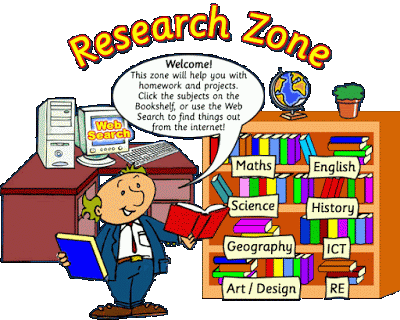 Research Zone
Welcome!
This zone will help you with
homework and projects.
Click the subjects on the
Bookshelf, or use the Web
Search to find things out
from the internet!
Web
Search
Maths
English
Science
History
Geography
ICT
Art / Design
RE